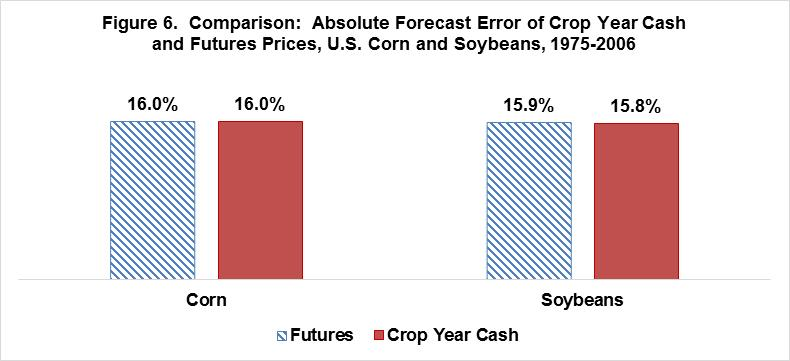 Figure 6.  Comparison:  Absolute Forecast Error of Crop Year Cash
and Futures Prices, U.S. Corn and Soybeans, 1975-2006
16.0%
16.0%
15.9%
15.8%
Corn
Soybeans
Futures
Crop Year Cash